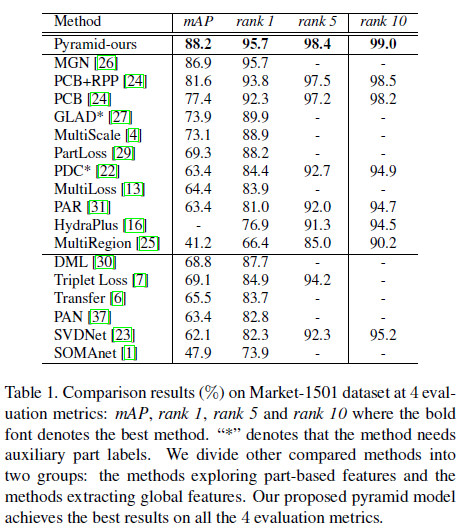 Method mAP rank 1 rank 5 rank 10
Pyramid-ours 88.2 95.7 98.4 99.0
MGN [26] 86.9 95.7 - -
PCB+RPP [24] 81.6 93.8 97.5 98.5
PCB [24] 77.4 92.3 97.2 98.2
GLAD* [27] 73.9 89.9 - -
MultiScale [4] 73.1 88.9 - -
PartLoss [29] 69.3 88.2 - -
PDC* [22] 63.4 84.4 92.7 94.9
MultiLoss [13] 64.4 83.9 - -
PAR [31] 63.4 81.0 92.0 94.7
HydraPlus [16] - 76.9 91.3 94.5
MultiRegion [25] 41.2 66.4 85.0 90.2
DML [30] 68.8 87.7 - -
Triplet Loss [7] 69.1 84.9 94.2 -
Transfer [6] 65.5 83.7 - -
PAN [37] 63.4 82.8 - -
SVDNet [23] 62.1 82.3 92.3 95.2
SOMAnet [1] 47.9 73.9 - -
Table 1. Comparison results (%) on Market-1501 dataset at 4 eval-
uation metrics: mAP, rank 1, rank 5 and rank 10 where the bold
font denotes the best method. “*” denotes that the method needs
auxiliary part labels. We divide other compared methods into
two groups: the methods exploring part-based features and the
methods extracting global features. Our proposed pyramid model
achieves the best results on all the 4 evaluation metrics.